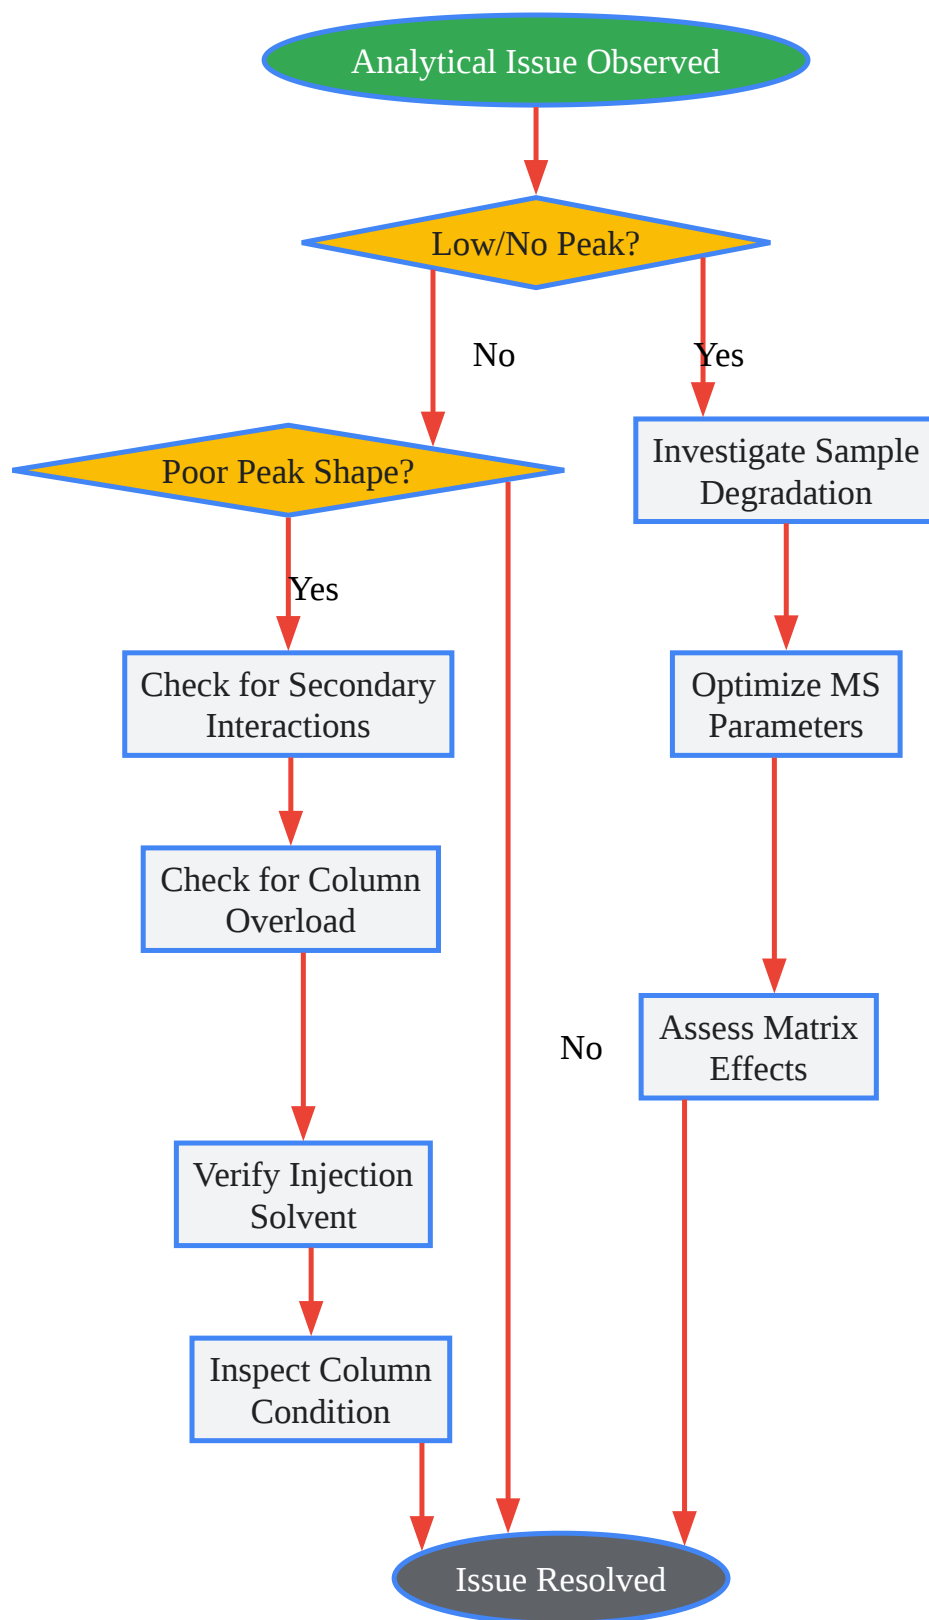 Analytical Issue Observed
Low/No Peak?
No
Yes
Poor Peak Shape?
Investigate Sample
Degradation
Yes
Check for Secondary
Interactions
Optimize MS
Parameters
Check for Column
Overload
No
Assess Matrix
Effects
Verify Injection
Solvent
Inspect Column
Condition
Issue Resolved